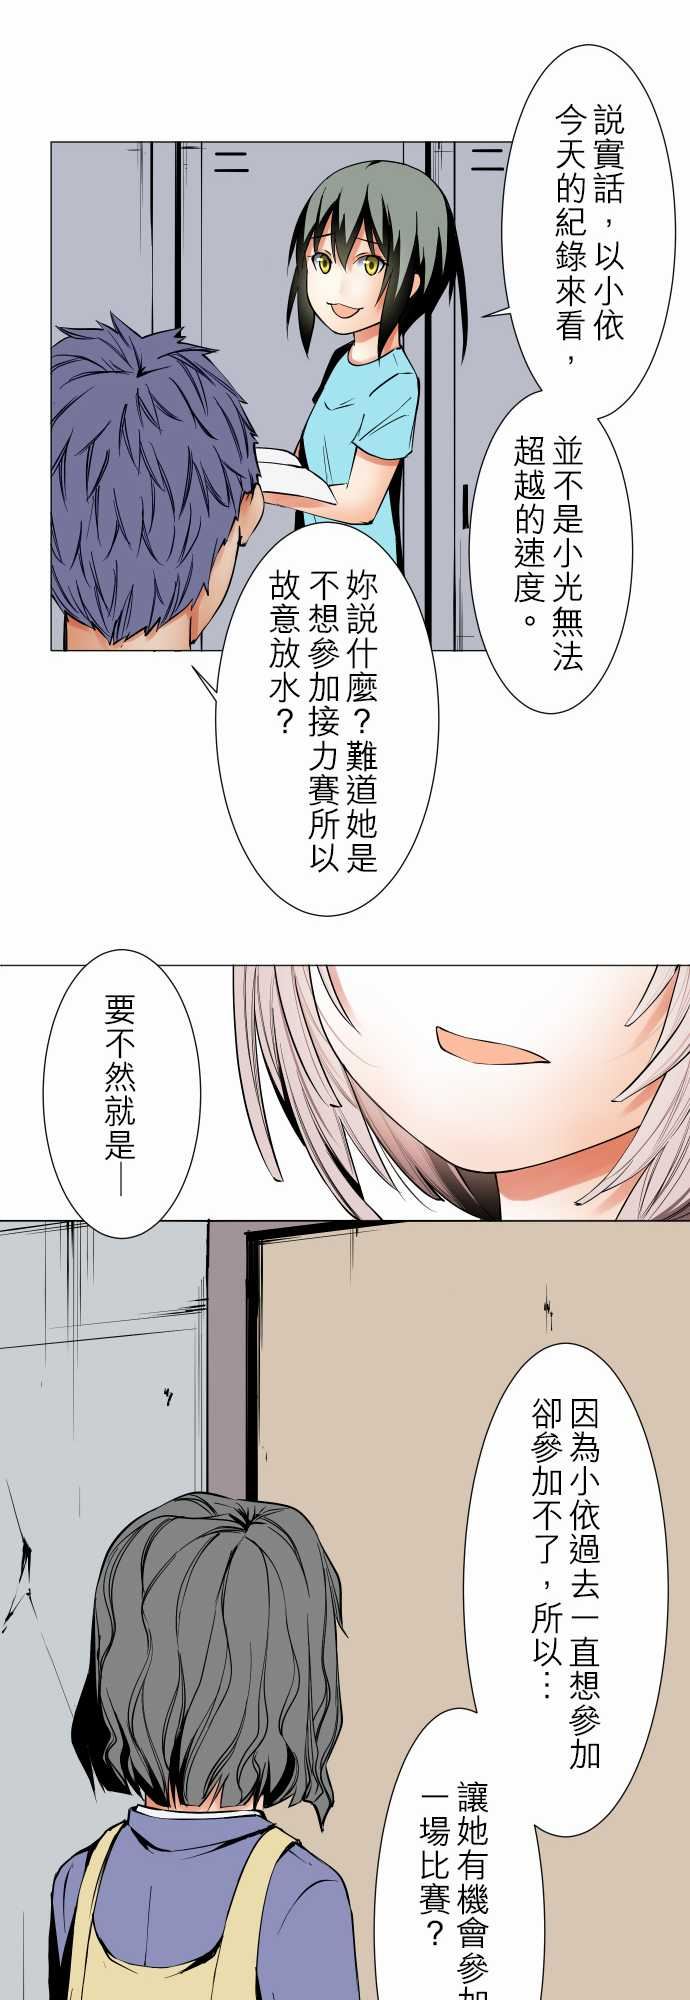 説實話，以小依
今天的紀錄來看，
並不是小光無法
超越的速度。
妳説什麼？難道她是
不想參加接力賽所以
故意放水？
要不然就是—
因為小依過去一直想參加
卻參加不了，所以…
讓她有機會參加
一場比賽？